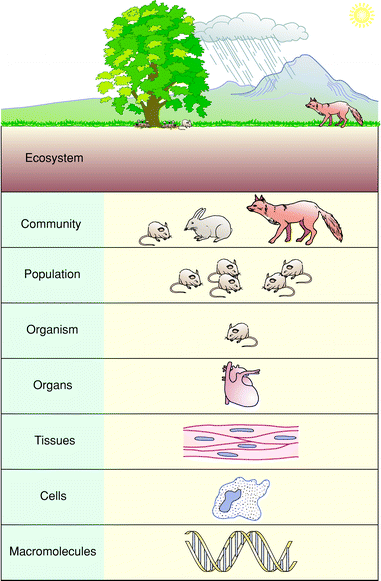 Ecosystem
Community
Population
Organism
Organs
Tissues
Cells
Macromolecules